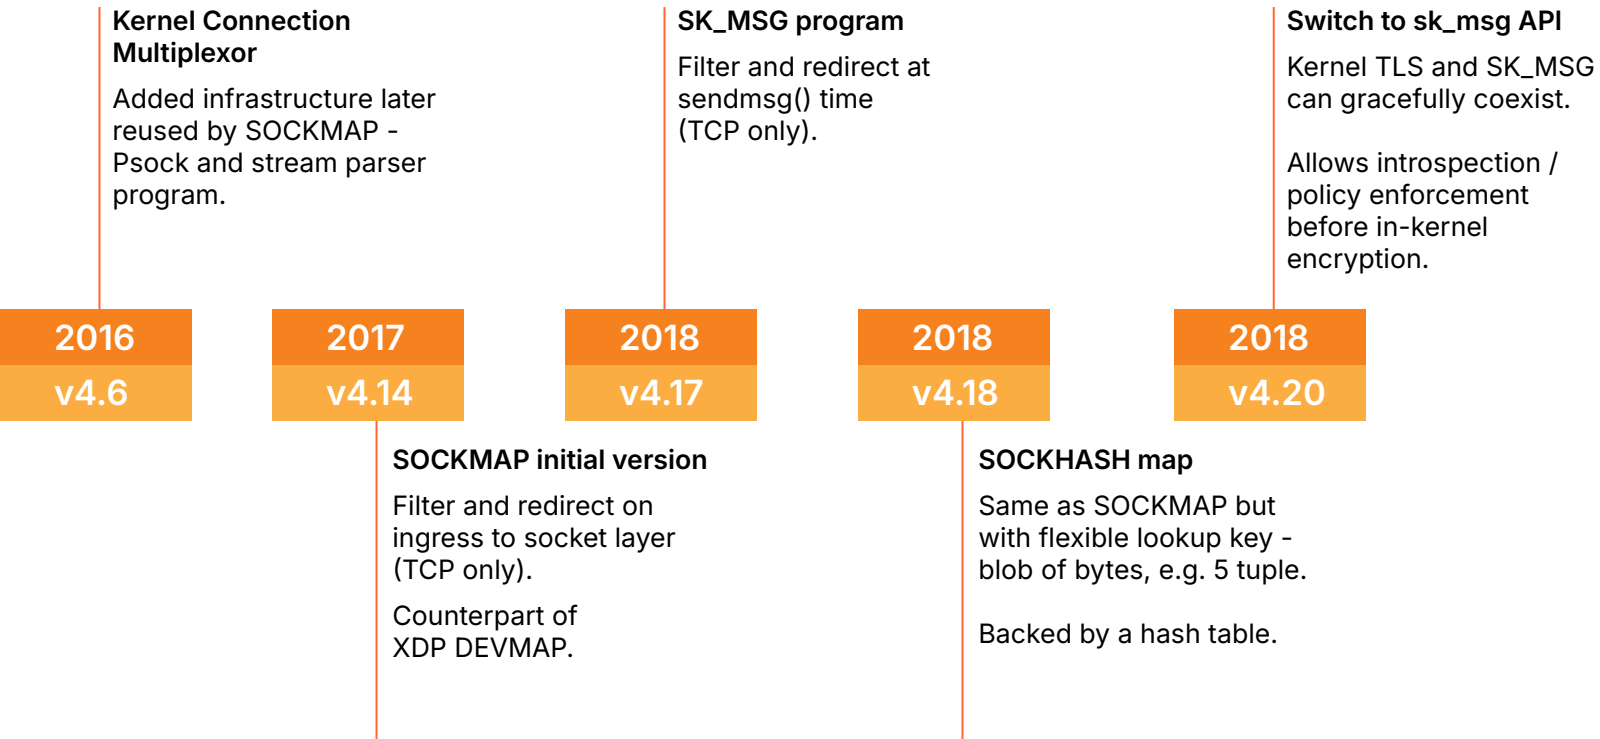 Kernel Connection
Multiplexor
Added infrastructure later
reused by SOCKMAP -
Psock and stream parser
program.
SK_MSG program
Filter and redirect at
sendmsg() time
(TCP only).
Switch to sk_msg API
Kernel TLS and SK_MSG
can gracefully coexist.
Allows introspection /
policy enforcement
before in-kernel
encryption.
2016
v4.6
2017
v4.14
2018
v4.17
2018
v4.18
2018
v4.20
SOCKMAP initial version
Filter and redirect on
ingress to socket layer
(TCP only).
Counterpart of
XDP DEVMAP.
SOCKHASH map
Same as SOCKMAP but
with flexible lookup key -
blob of bytes, e.g. 5 tuple.
Backed by a hash table.